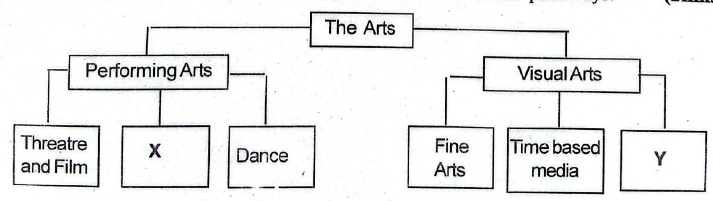 The Arts
Performing Arts
Visual Arts
Threatre
and Film
X
Dance
Fine
Arts
Time based
media
Y